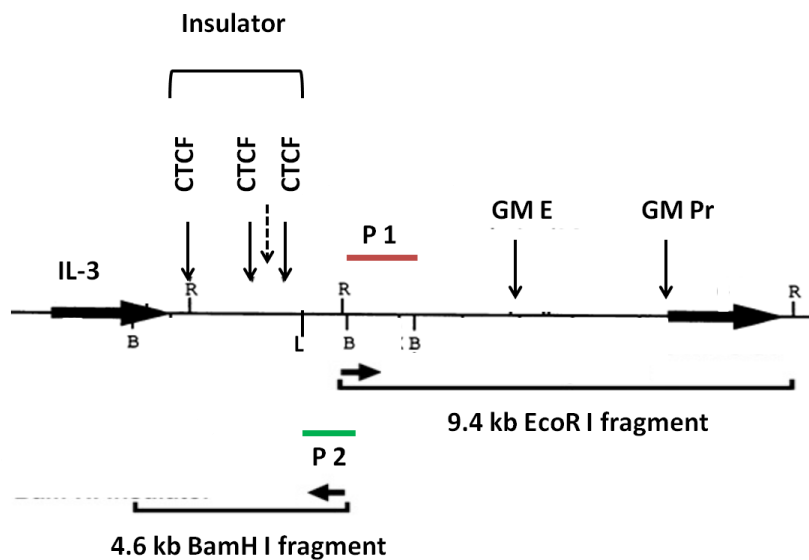 Insulator
CTCF CTCF CTCF
GM E GM Pr
P 1
IL-3
R R R
B L B B
9.4 kb EcoR I fragment
P 2
4.6 kb BamH I fragment